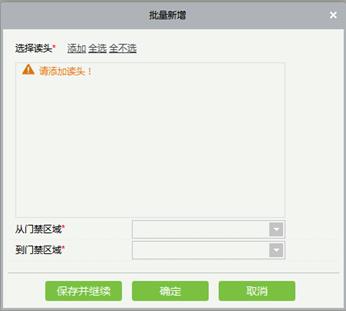 批量新增
选择读头* 添加 全选 全不选
请添加读头！
从门禁区域*
到门禁区域*
保存并继续 确定 取消